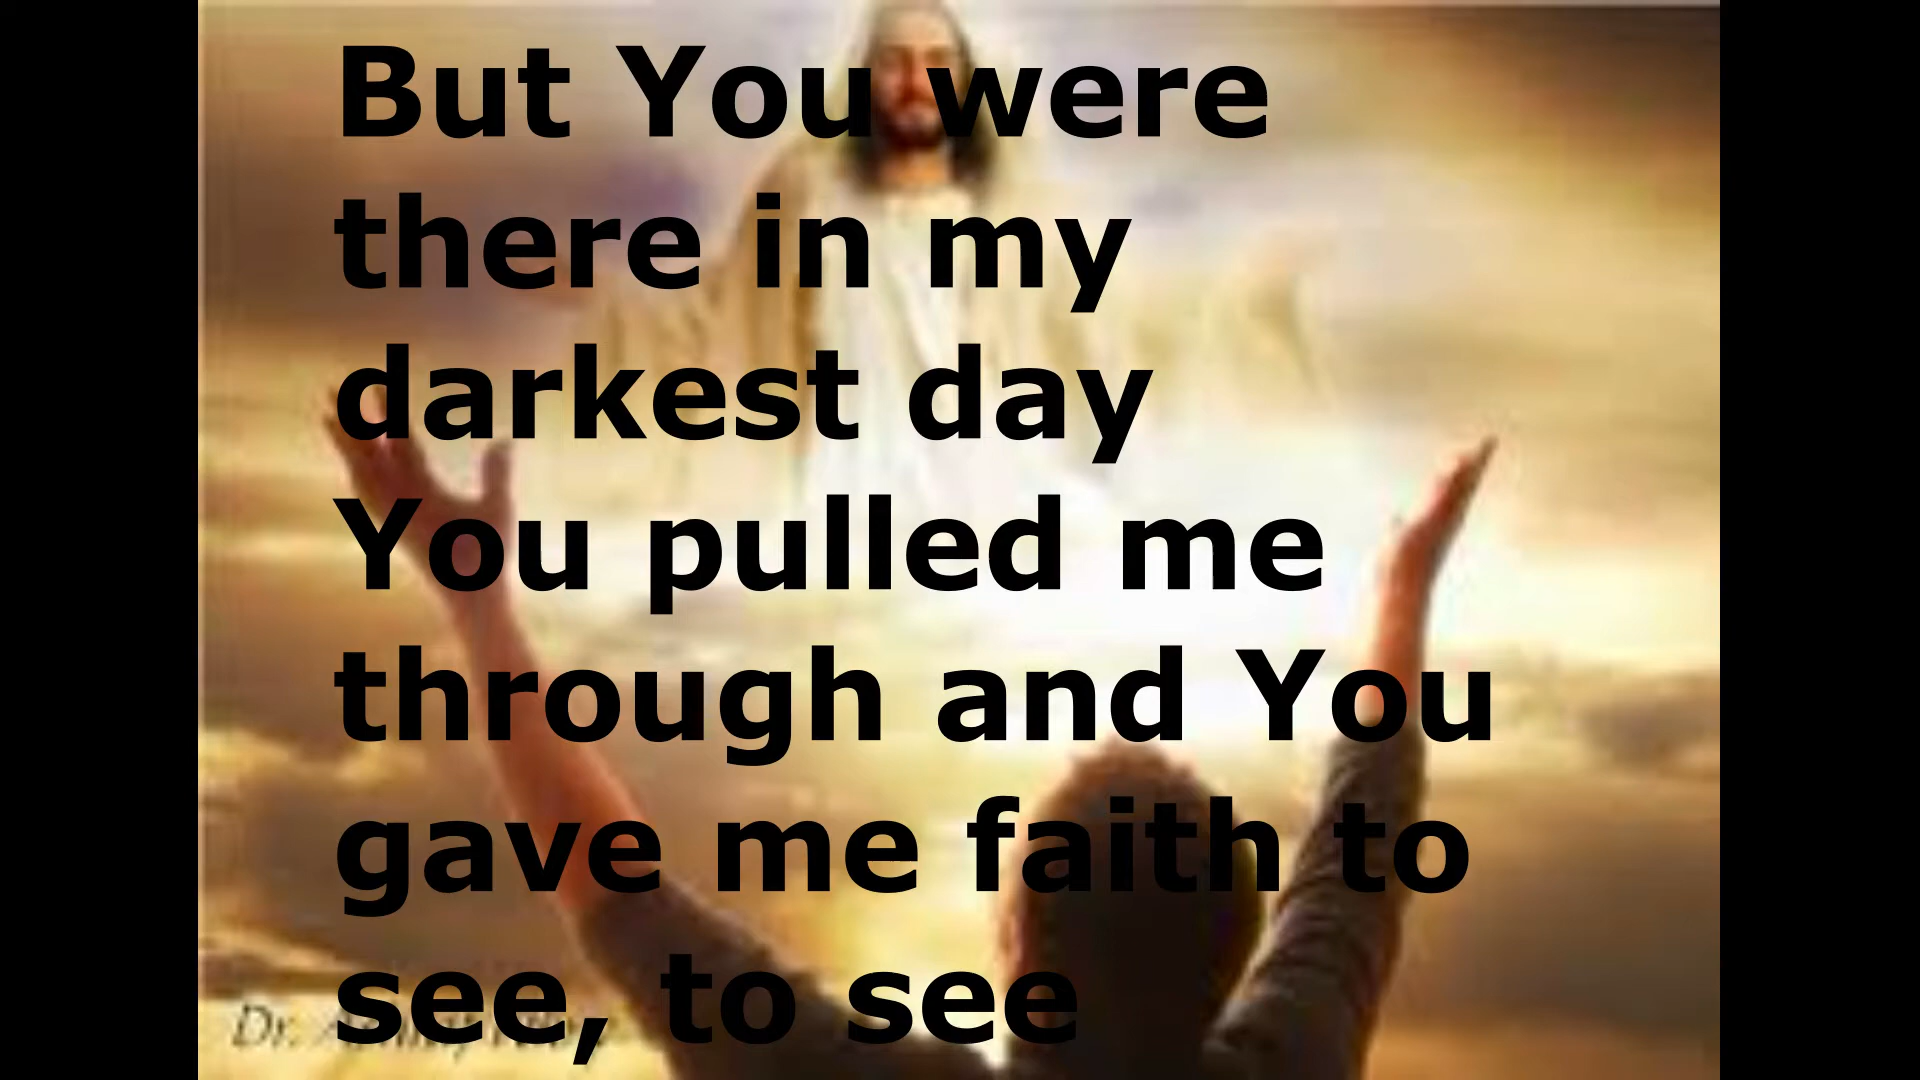 But You were
there in my
darkest day
You pulled me
through and You
gave me faith to
see, to see
Dr.